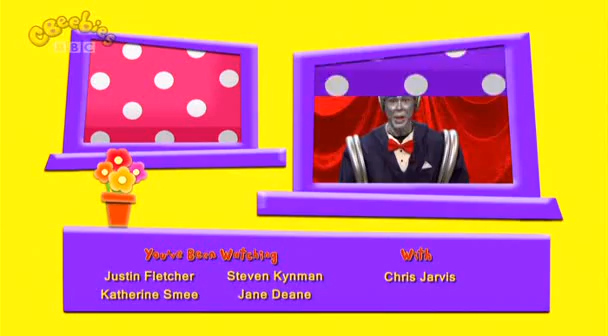 CBeebies
BBC
You've Been Watching
With
Justin Fletcher
Steven Kynman
Chris Jarvis
Katherine Smee
Jane Deane